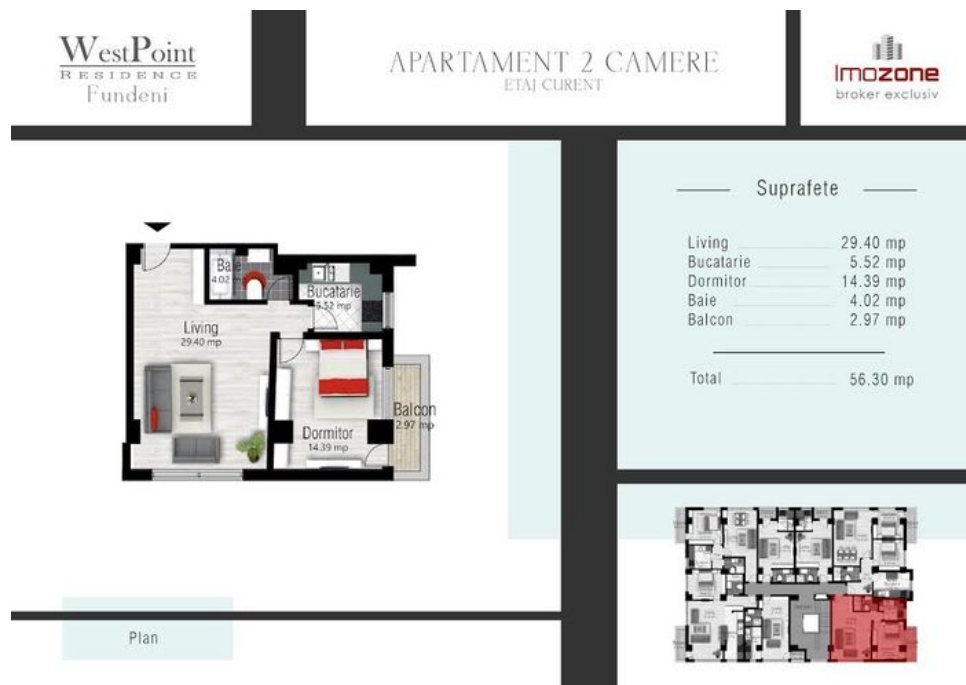 WestPoint
RESIDENCE
Fundeni
APARTAMENT 2 CAMERE
ETAJ CURENT
Imozone
broker exclusiv
Suprafete
Living 29.40 mp
Bucatarie 5.52 mp
Dormitor 14.39 mp
Baie 4.02 mp
Balcon 2.97 mp
Total 56.30 mp
Baie
4.02 mp
Bucatarie
5.52 mp
Living
29.40 mp
Balcon
2.97 mp
Dormitor
14.39 mp
Plan